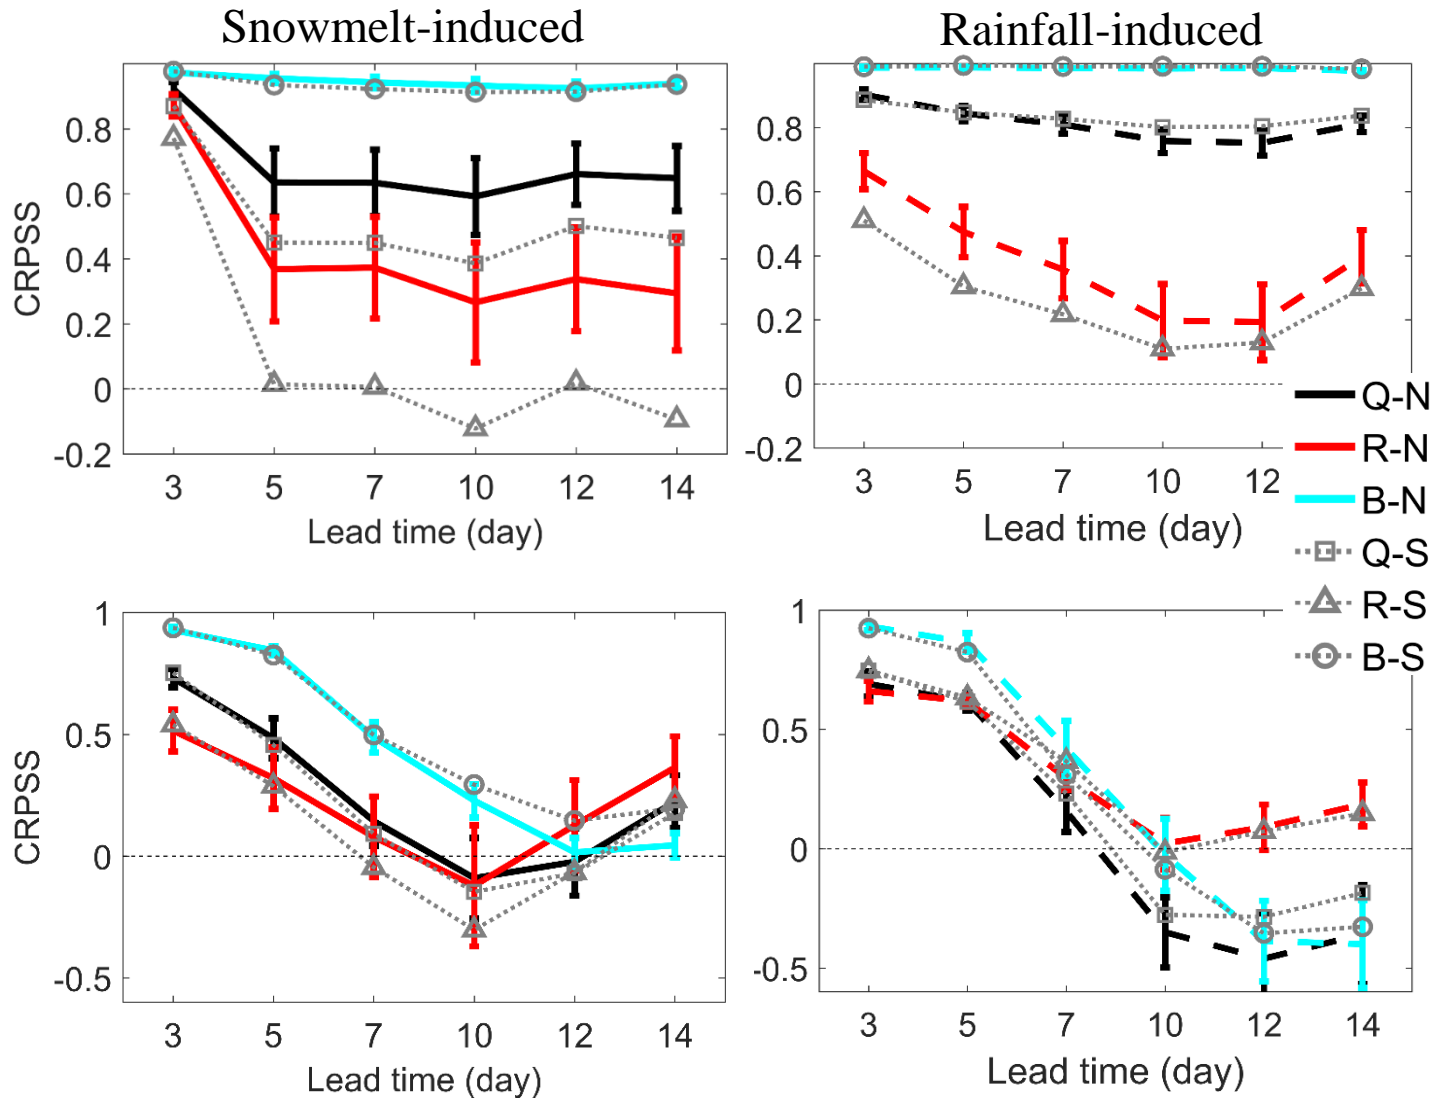 Snowmelt-induced
Rainfall-induced
CRPSS
0.8
0.6
0.4
0.2
0
-0.2
3 5 7 10 12 14
Lead time (day)
0.8
0.6
0.4
0.2
0
-0.2
3 5 7 10 12
Lead time (day)
Q-N
R-N
B-N
Q-S
R-S
B-S
CRPSS
1
0.5
0
-0.5
3 5 7 10 12 14
Lead time (day)
1
0.5
0
-0.5
3 5 7 10 12 14
Lead time (day)